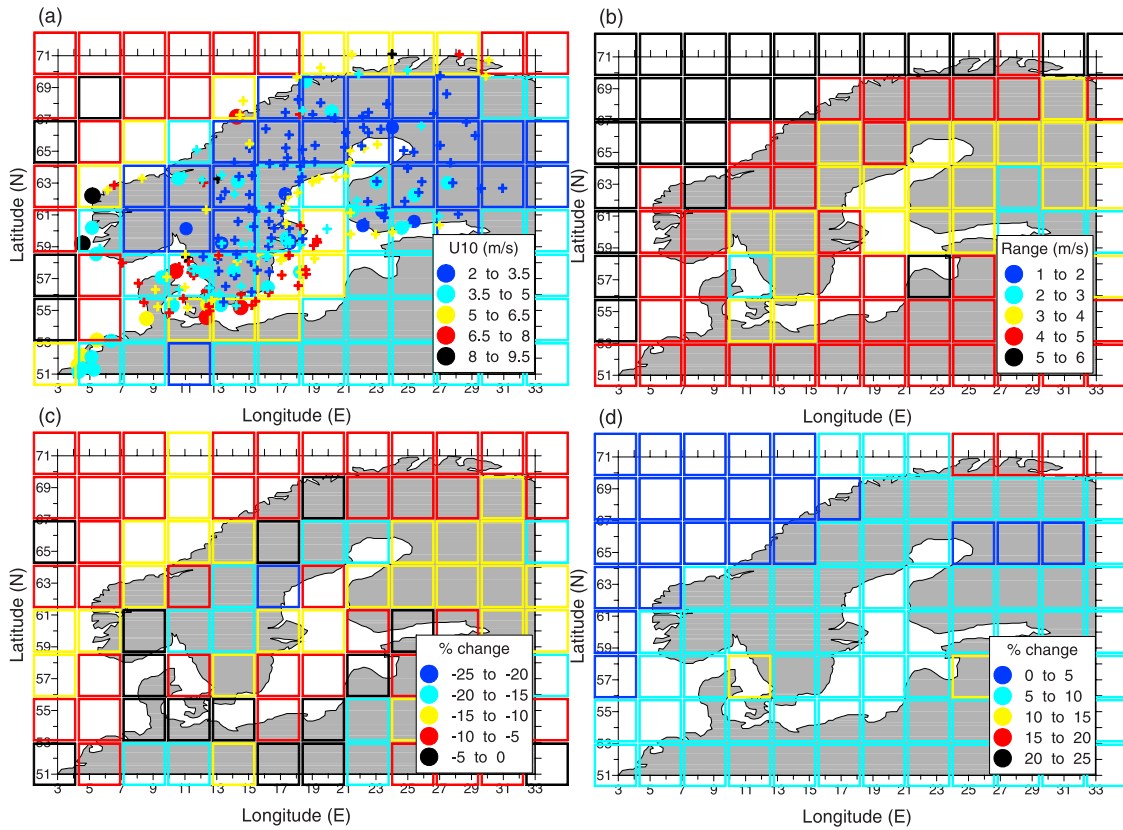 (a)
71
69
67
65
63
61
59
57
55
53
51
Latitude (N)
U10 (m/s)
2 to 3.5
3.5 to 5
5 to 6.5
6.5 to 8
8 to 9.5
3 5 7 9 11 13 15 17 19 21 23 25 27 29 31 33
Longitude (E)
(b)
71
69
67
65
63
61
59
57
55
53
51
Latitude (N)
Range (m/s)
1 to 2
2 to 3
3 to 4
4 to 5
5 to 6
3 5 7 9 11 13 15 17 19 21 23 25 27 29 31 33
Longitude (E)
(c)
71
69
67
65
63
61
59
57
55
53
51
Latitude (N)
% change
-25 to -20
-20 to -15
-15 to -10
-10 to -5
-5 to 0
3 5 7 9 11 13 15 17 19 21 23 25 27 29 31 33
Longitude (E)
(d)
71
69
67
65
63
61
59
57
55
53
51
Latitude (N)
% change
0 to 5
5 to 10
10 to 15
15 to 20
20 to 25
3 5 7 9 11 13 15 17 19 21 23 25 27 29 31 33
Longitude (E)